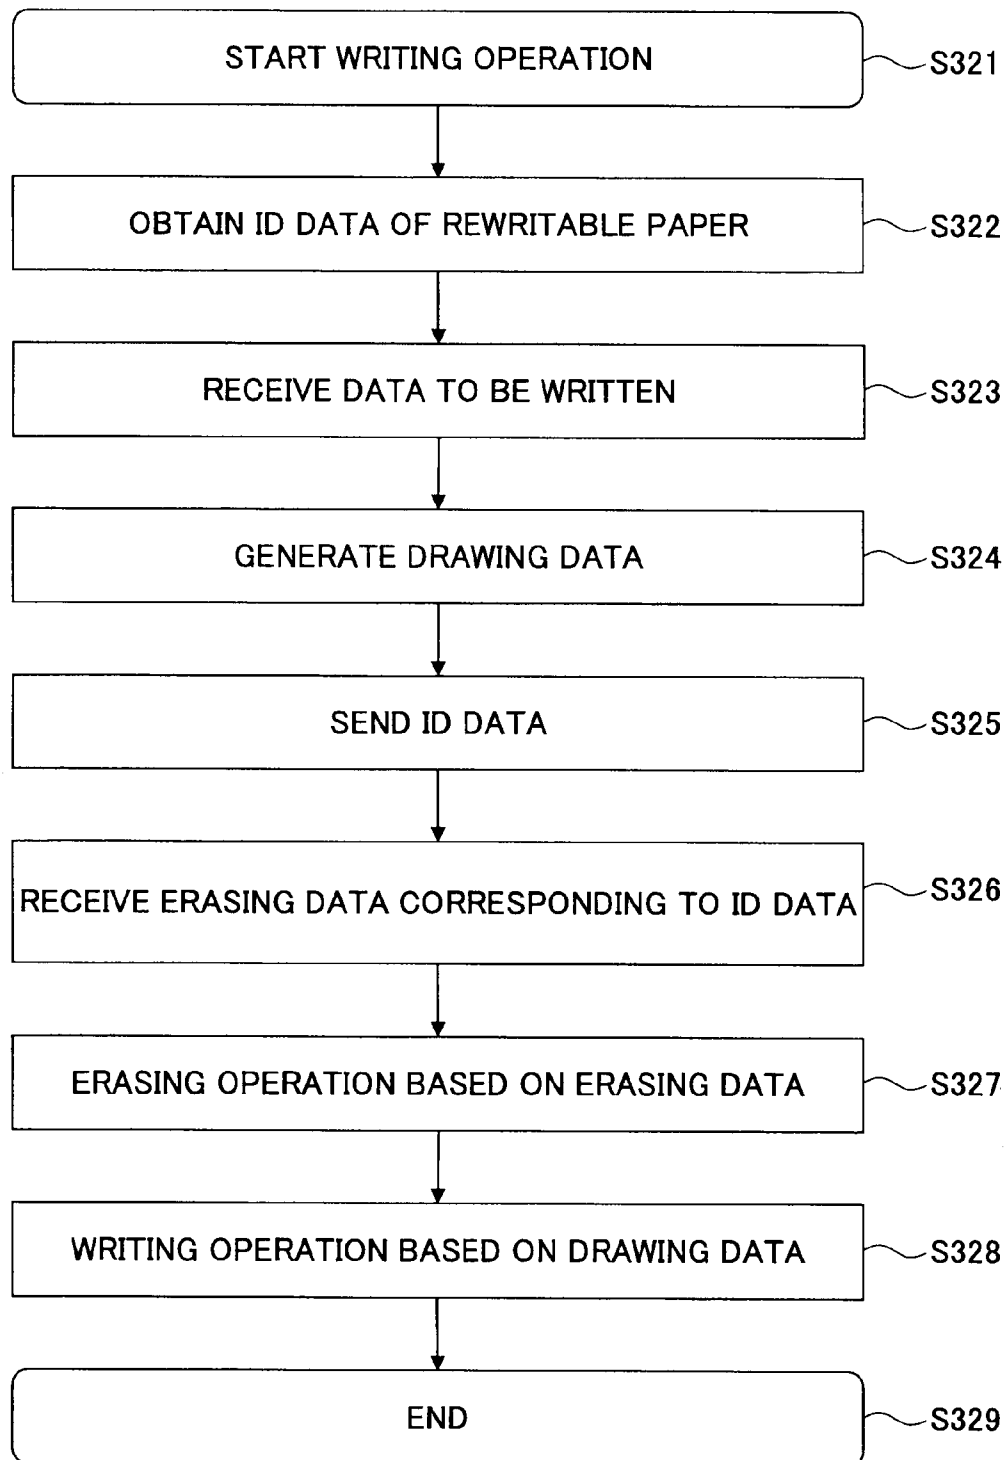 START WRITING OPERATION S321
OBTAIN ID DATA OF REWRITABLE PAPER S322
RECEIVE DATA TO BE WRITTEN S323
GENERATE DRAWING DATA S324
SEND ID DATA S325
RECEIVE ERASING DATA CORRESPONDING TO ID DATA S326
ERASING OPERATION BASED ON ERASING DATA S327
WRITING OPERATION BASED ON DRAWING DATA S328
END S329